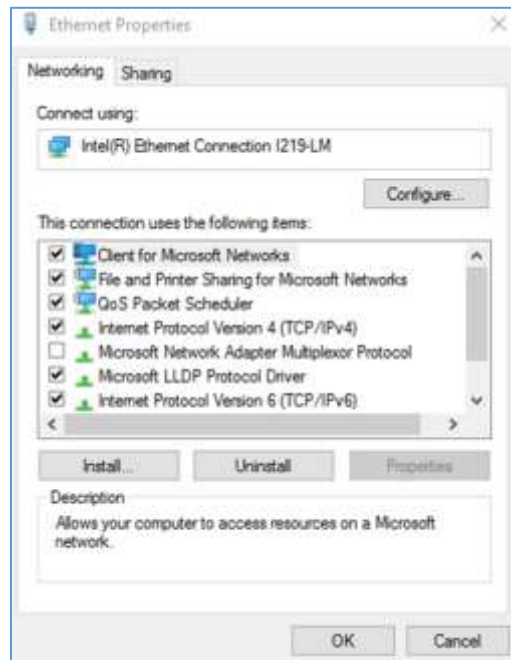 Ethernet Properties
Networking
Sharing
Connect using:
Intel(R) Ethernet Connection I219-LM
Configure...
This connection uses the following items:
Client for Microsoft Networks
File and Printer Sharing for Microsoft Networks
QoS Packet Scheduler
Internet Protocol Version 4 (TCP/IPv4)
Microsoft Network Adapter Multiplexor Protocol
Microsoft LLDP Protocol Driver
Internet Protocol Version 6 (TCP/IPv6)
Install...
Uninstall
Properties
Description
Allows your computer to access resources on a Microsoft
network.
OK
Cancel